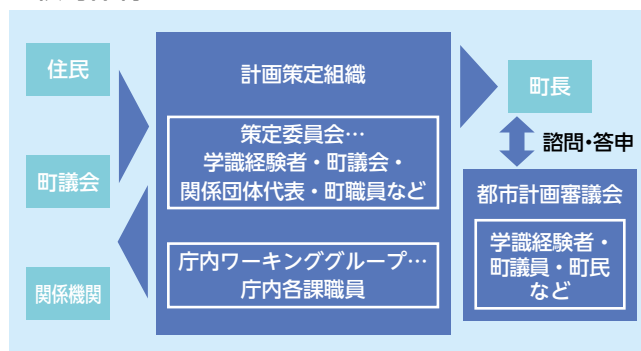 住民
町議会
関係機関
計画策定組織
策定委員会…
学識経験者・町議会・
関係団体代表・町職員など
庁内ワーキンググループ…
庁内各課職員
町長
諮問・答申
都市計画審議会
学識経験者・
町議員・町民
など